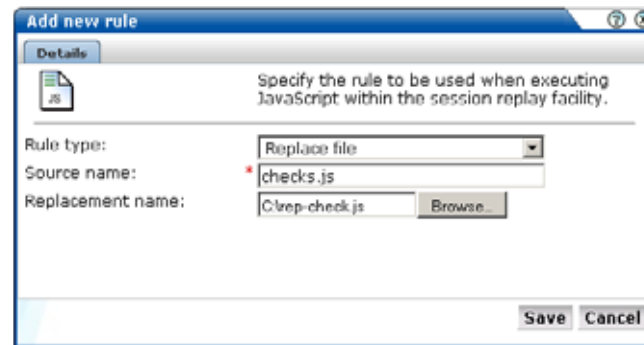 Add new rule
Details
JS
Specify the rule to be used when executing
JavaScript within the session replay facility.
Rule type:
Replace file
Source name:
* checks.js
Replacement name:
C:\rep-check.js
Browse...
Save Cancel